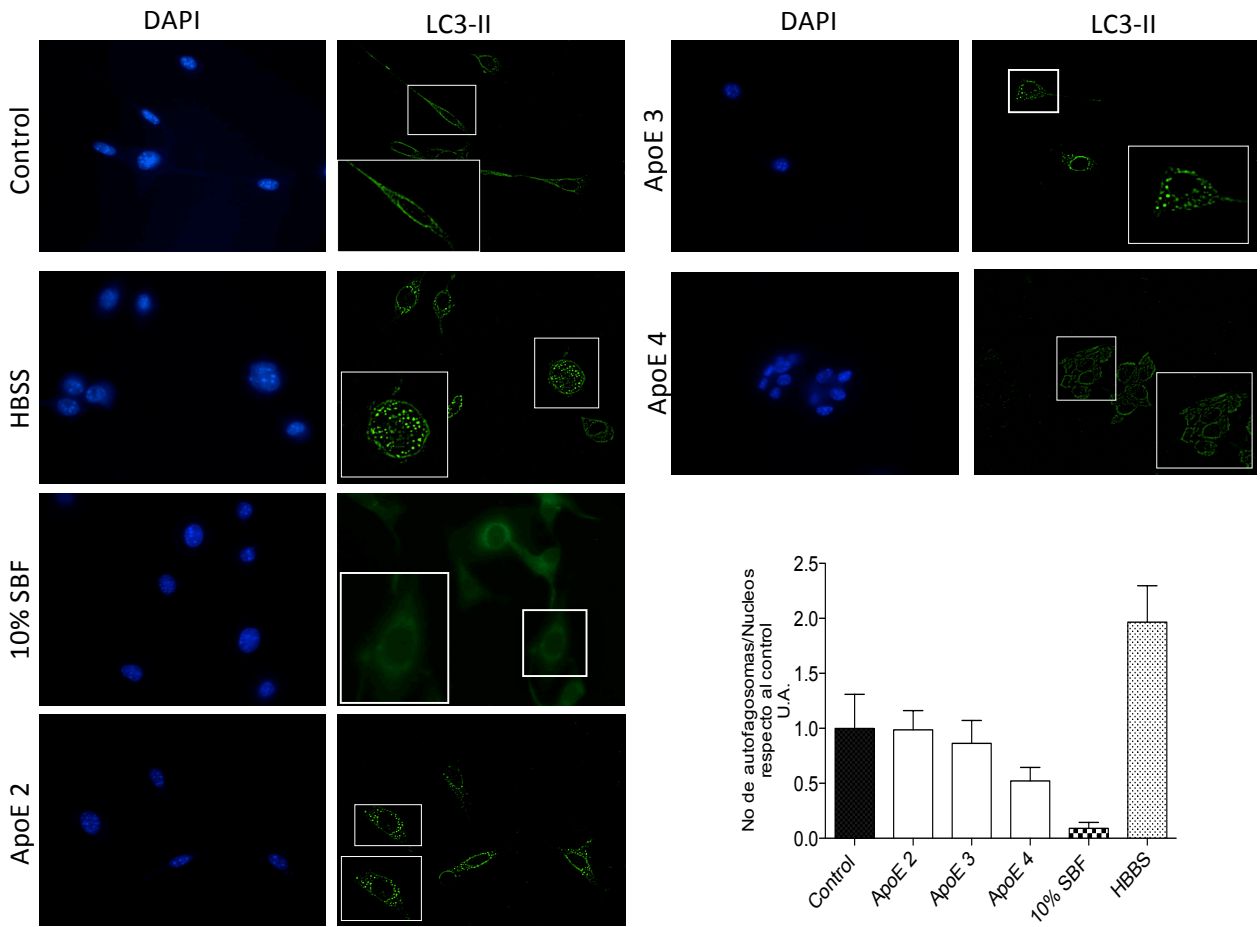 DAPI
LC3-II
DAPI
LC3-II
Control
HBSS
10% SBF
ApoE 2
ApoE 3
ApoE 4
No de autofagosomas/Nucleos
respecto al control
U.A.
2.5
2.0
1.5
1.0
0.5
0.0
Control
ApoE 2
ApoE 3
ApoE 4
10% SBF
HBBS